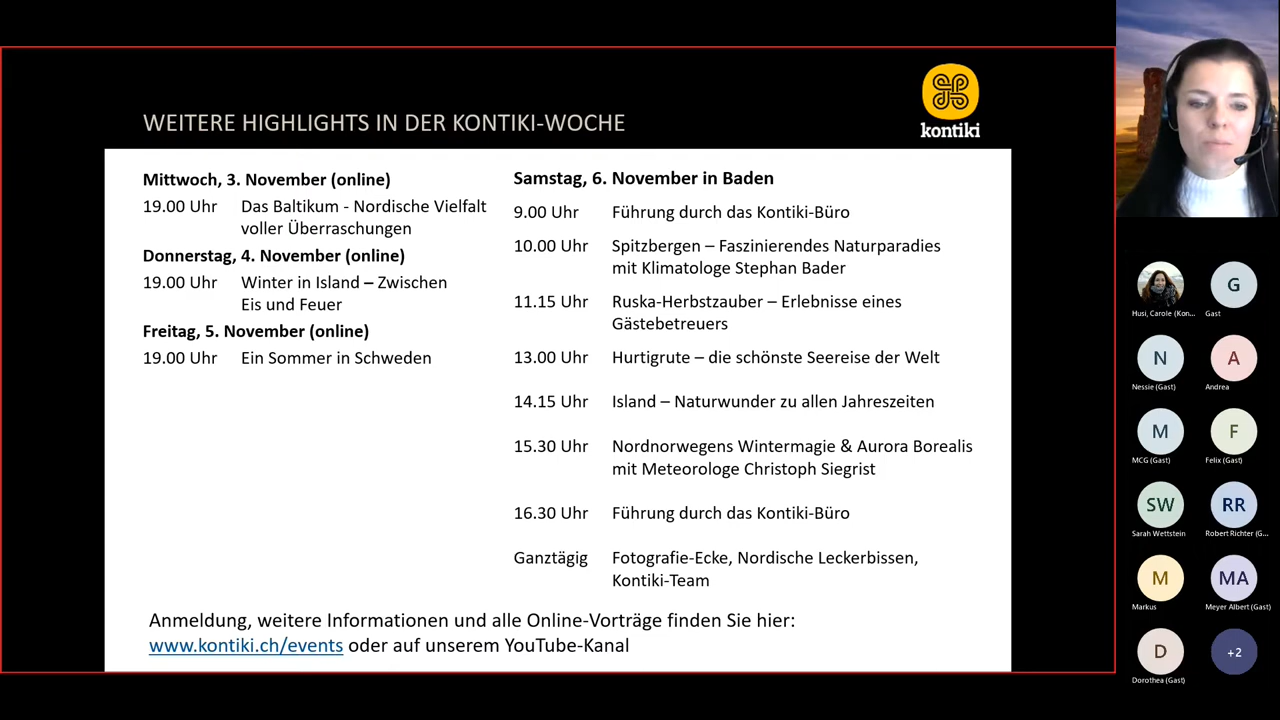 WEITERE HIGHLIGHTS IN DER KONTIKI-WOCHE
kontiki
Mittwoch, 3. November (online)
19.00 Uhr Das Baltikum - Nordische Vielfalt
voller Überraschungen
Donnerstag, 4. November (online)
19.00 Uhr Winter in Island – Zwischen
Eis und Feuer
Freitag, 5. November (online)
19.00 Uhr Ein Sommer in Schweden
Samstag, 6. November in Baden
9.00 Uhr Führung durch das Kontiki-Büro
10.00 Uhr Spitzbergen – Faszinierendes Naturparadies
mit Klimatologe Stephan Bader
11.15 Uhr Ruska-Herbstzauber – Erlebnisse eines
Gästebetreuers
13.00 Uhr Hurtigrute – die schönste Seereise der Welt
14.15 Uhr Island – Naturwunder zu allen Jahreszeiten
15.30 Uhr Nordnorwegens Wintermagie & Aurora Borealis
mit Meteorologe Christoph Siegrist
16.30 Uhr Führung durch das Kontiki-Büro
Ganztägig Fotografie-Ecke, Nordische Leckerbissen,
Kontiki-Team
Anmeldung, weitere Informationen und alle Online-Vorträge finden Sie hier:
www.kontiki.ch/events oder auf unserem YouTube-Kanal
G
Husi, Carole (Kon... Gast
N A
Nessie (Gast) Andrea
M F
MCG (Gast) Felix (Gast)
SW RR
Sarah Wettstein Robert Richter (G...
M MA
Markus Meyer Albert (Gast)
D +2
Dorothea (Gast)